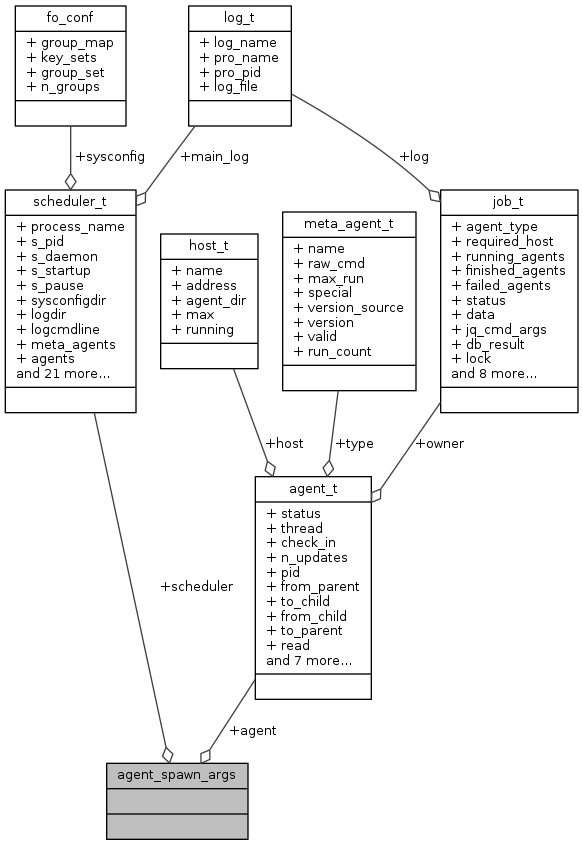 fo_conf
+ group_map
+ key_sets
+ group_set
+ n_groups
log_t
+ log_name
+ pro_name
+ pro_pid
+ log_file
+sysconfig
+main_log
+log
scheduler_t
+ process_name
+ s_pid
+ s_daemon
+ s_startup
+ s_pause
+ sysconfigdir
+ logdir
+ logcmdline
+ meta_agents
+ agents
and 21 more...
host_t
+ name
+ address
+ agent_dir
+ max
+ running
meta_agent_t
+ name
+ raw_cmd
+ max_run
+ special
+ version_source
+ version
+ valid
+ run_count
job_t
+ agent_type
+ required_host
+ running_agents
+ finished_agents
+ failed_agents
+ status
+ data
+ jq_cmd_args
+ db_result
+ lock
and 8 more...
+host
+type
+owner
agent_t
+ status
+ thread
+ check_in
+ n_updates
+ pid
+ from_parent
+ to_child
+ from_child
+ to_parent
+ read
and 7 more...
+scheduler
+agent
agent_spawn_args